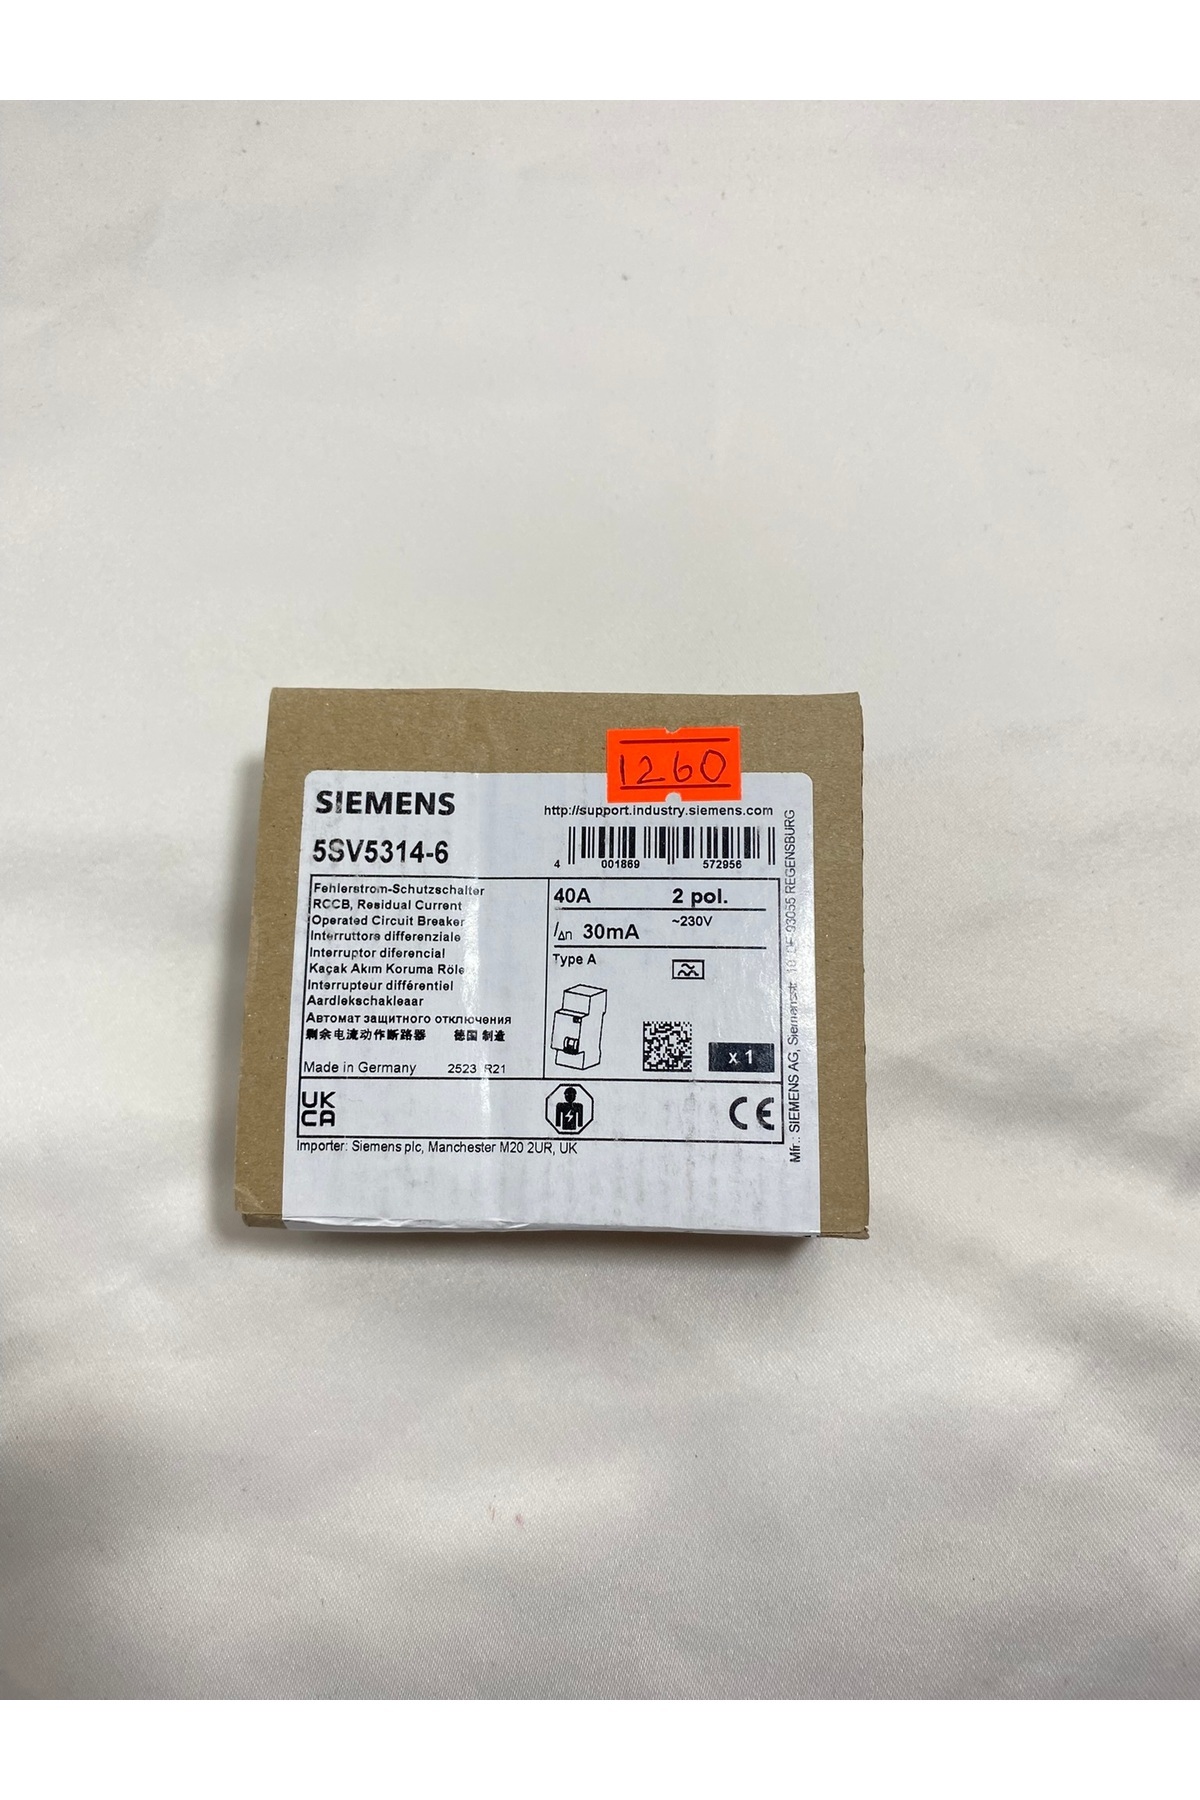 1260
SIEMENS
http://support.industry.siemens.com
5SV5314-6
4 001869 572956
Fehlerstrom-Schutzschalter
RCCB, Residual Current
Operated Circuit Breaker
Interruttore differenziale
Interruptor diferencial
Kaçak Akım Koruma Röle
Interrupteur différentiel
Aardlekschakleaar
Автомат защитного отключения
剩余电流动作断路器 德国 制造
Made in Germany 2523 R21
40A 2 pol.
I∆n 30mA ~230V
Type A
x 1
UK
CA
CE
Importer: Siemens plc, Manchester M20 2UR, UK
Mfr.: SIEMENS AG, Siemensstr. 10, DE-93055 REGENSBURG